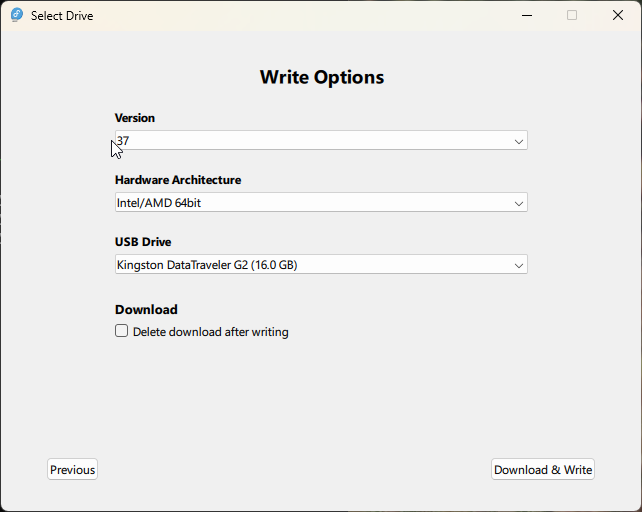 Select Drive
Write Options
Version
37
Hardware Architecture
Intel/AMD 64bit
USB Drive
Kingston DataTraveler G2 (16.0 GB)
Download
Delete download after writing
Previous
Download & Write